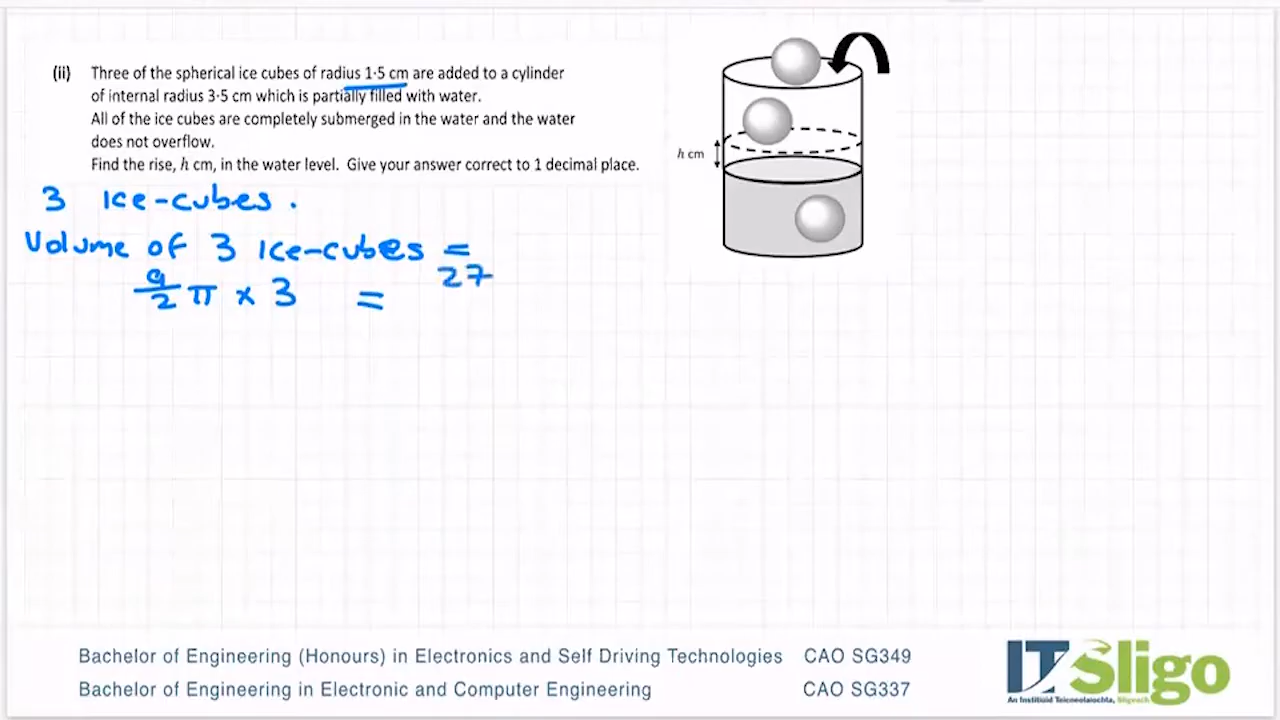 (ii) Three of the spherical ice cubes of radius 1·5 cm are added to a cylinder
of internal radius 3·5 cm which is partially filled with water.
All of the ice cubes are completely submerged in the water and the water
does not overflow.
Find the rise, h cm, in the water level. Give your answer correct to 1 decimal place.
h cm
3 Ice-cubes.
Volume of 3 Ice-cubes =
9/2 π × 3 = 27
Bachelor of Engineering (Honours) in Electronics and Self Driving Technologies CAO SG349
Bachelor of Engineering in Electronic and Computer Engineering CAO SG337
IT Sligo
An Institiúid Teicneolaíochta, Sligeach